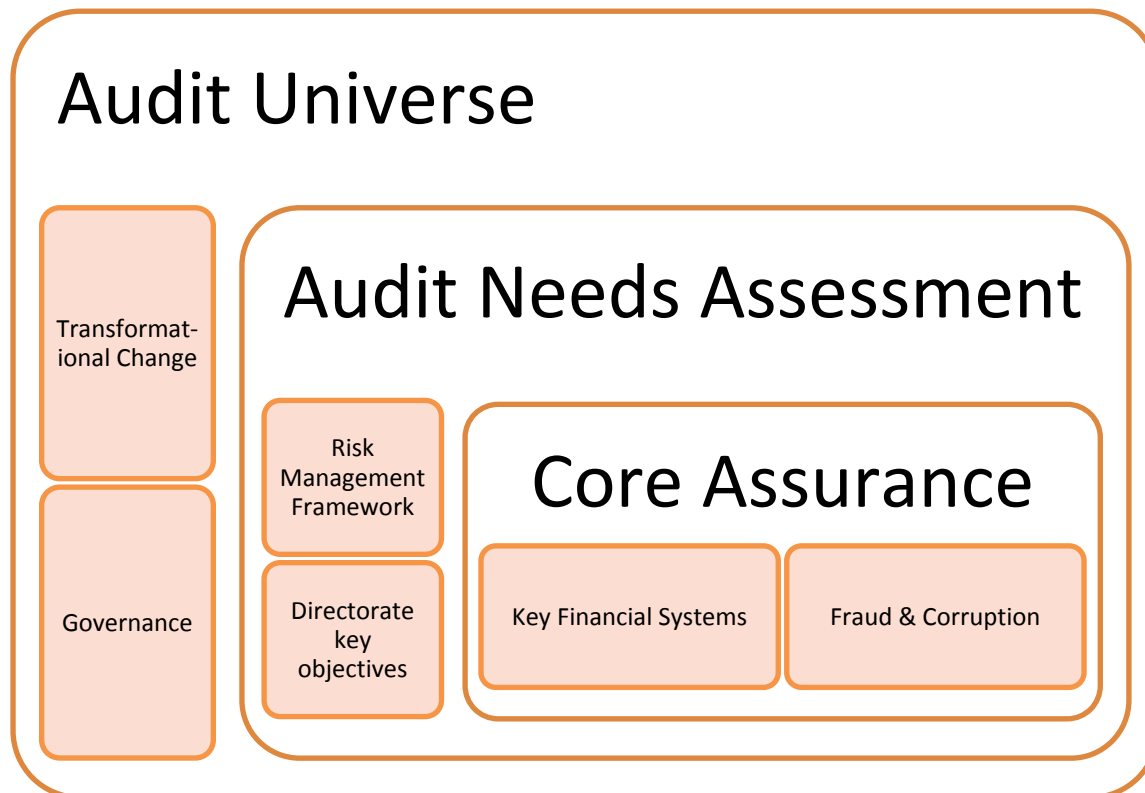 Audit Universe
Transformat-
ional Change
Governance
Audit Needs Assessment
Risk
Management
Framework
Directorate
key
objectives
Core Assurance
Key Financial Systems
Fraud & Corruption